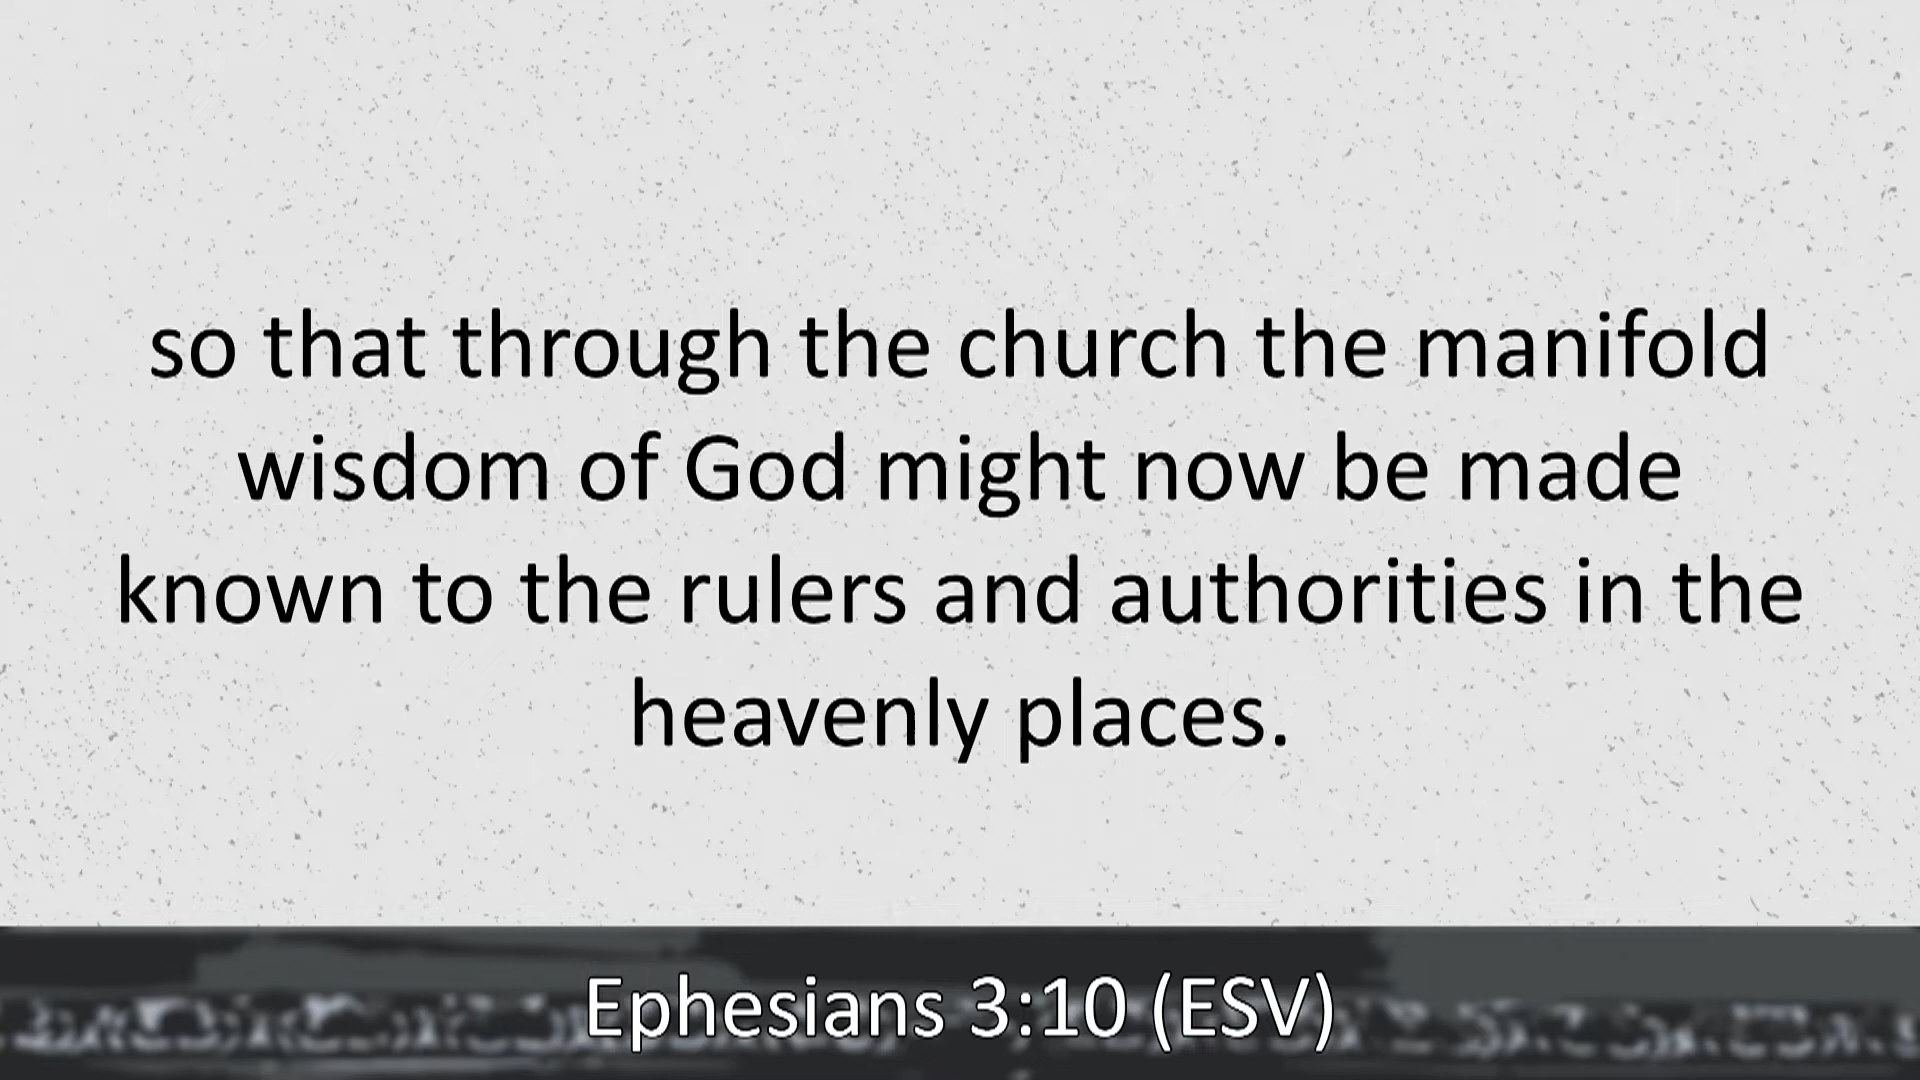 so that through the church the manifold
wisdom of God might now be made
known to the rulers and authorities in the
heavenly places.
Ephesians 3:10 (ESV)